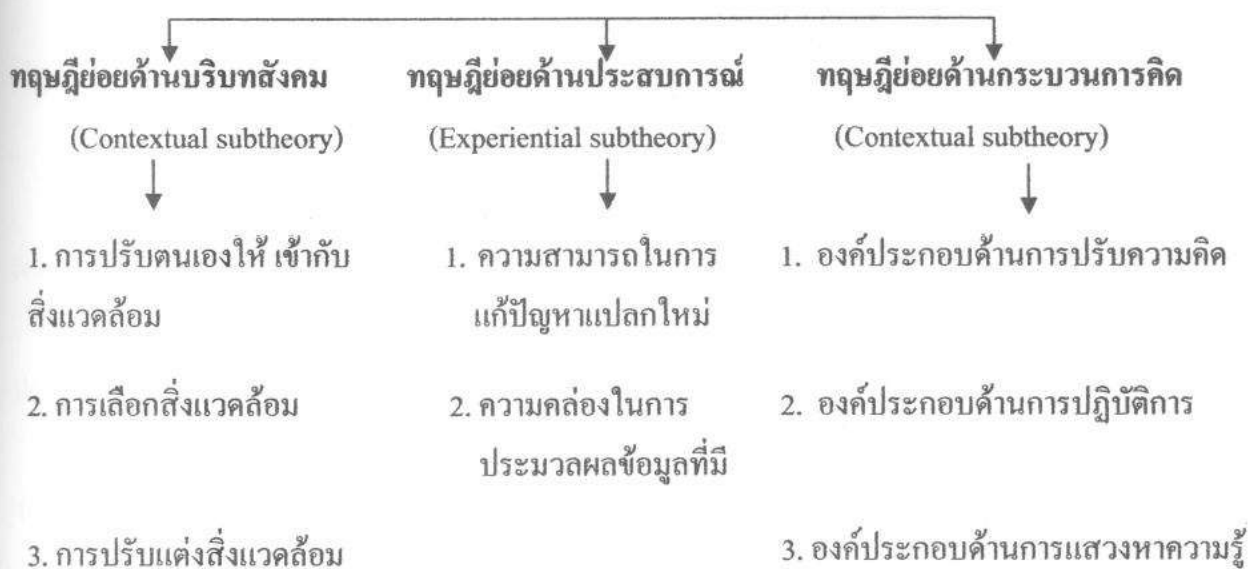 ทฤษฎีย่อยด้านบริบทสังคม
(Contextual subtheory)
1. การปรับตนเองให้ เข้ากับ
สิ่งแวดล้อม
2. การเลือกสิ่งแวดล้อม
3. การปรับแต่งสิ่งแวดล้อม
ทฤษฎีย่อยด้านประสบการณ์
(Experiential subtheory)
1. ความสามารถในการ
แก้ปัญหาแปลกใหม่
2. ความคล่องในการ
ประมวลผลข้อมูลที่มี
ทฤษฎีย่อยด้านกระบวนการคิด
(Contextual subtheory)
1. องค์ประกอบด้านการปรับความคิด
2. องค์ประกอบด้านการปฏิบัติการ
3. องค์ประกอบด้านการแสวงหาความรู้